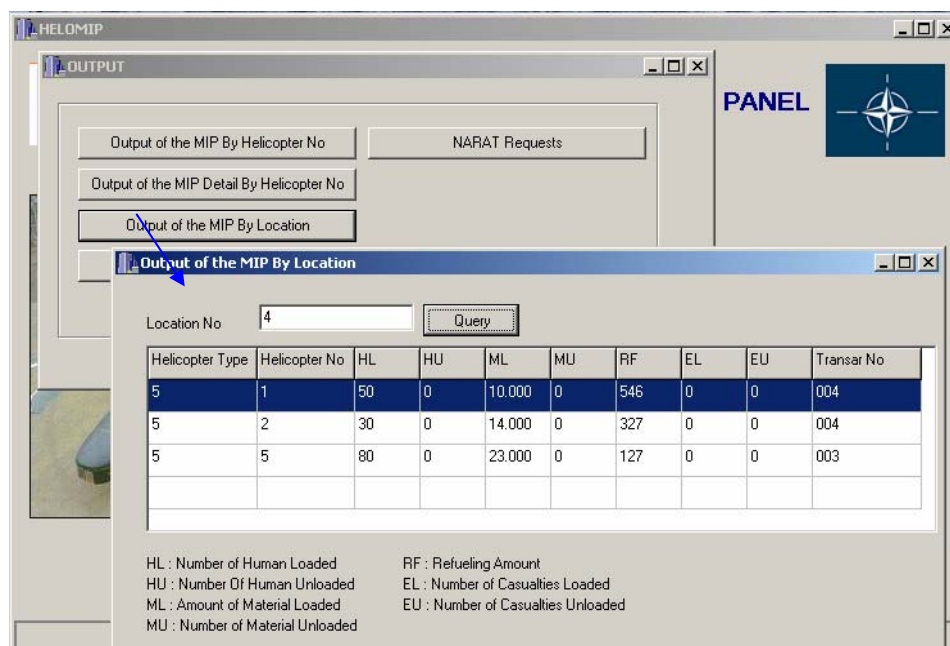 HELOMIP
OUTPUT
PANEL
Output of the MIP By Helicopter No
NARAT Requests
Output of the MIP Detail By Helicopter No
Output of the MIP By Location
Output of the MIP By Location
Location No 4 Query
Helicopter Type Helicopter No HL HU ML MU RF EL EU Transar No
5 1 50 0 10.000 0 546 0 0 004
5 2 30 0 14.000 0 327 0 0 004
5 5 80 0 23.000 0 127 0 0 003
HL : Number of Human Loaded RF : Refueling Amount
HU : Number Of Human Unloaded EL : Number of Casualties Loaded
ML : Amount of Material Loaded EU : Number of Casualties Unloaded
MU : Number of Material Unloaded